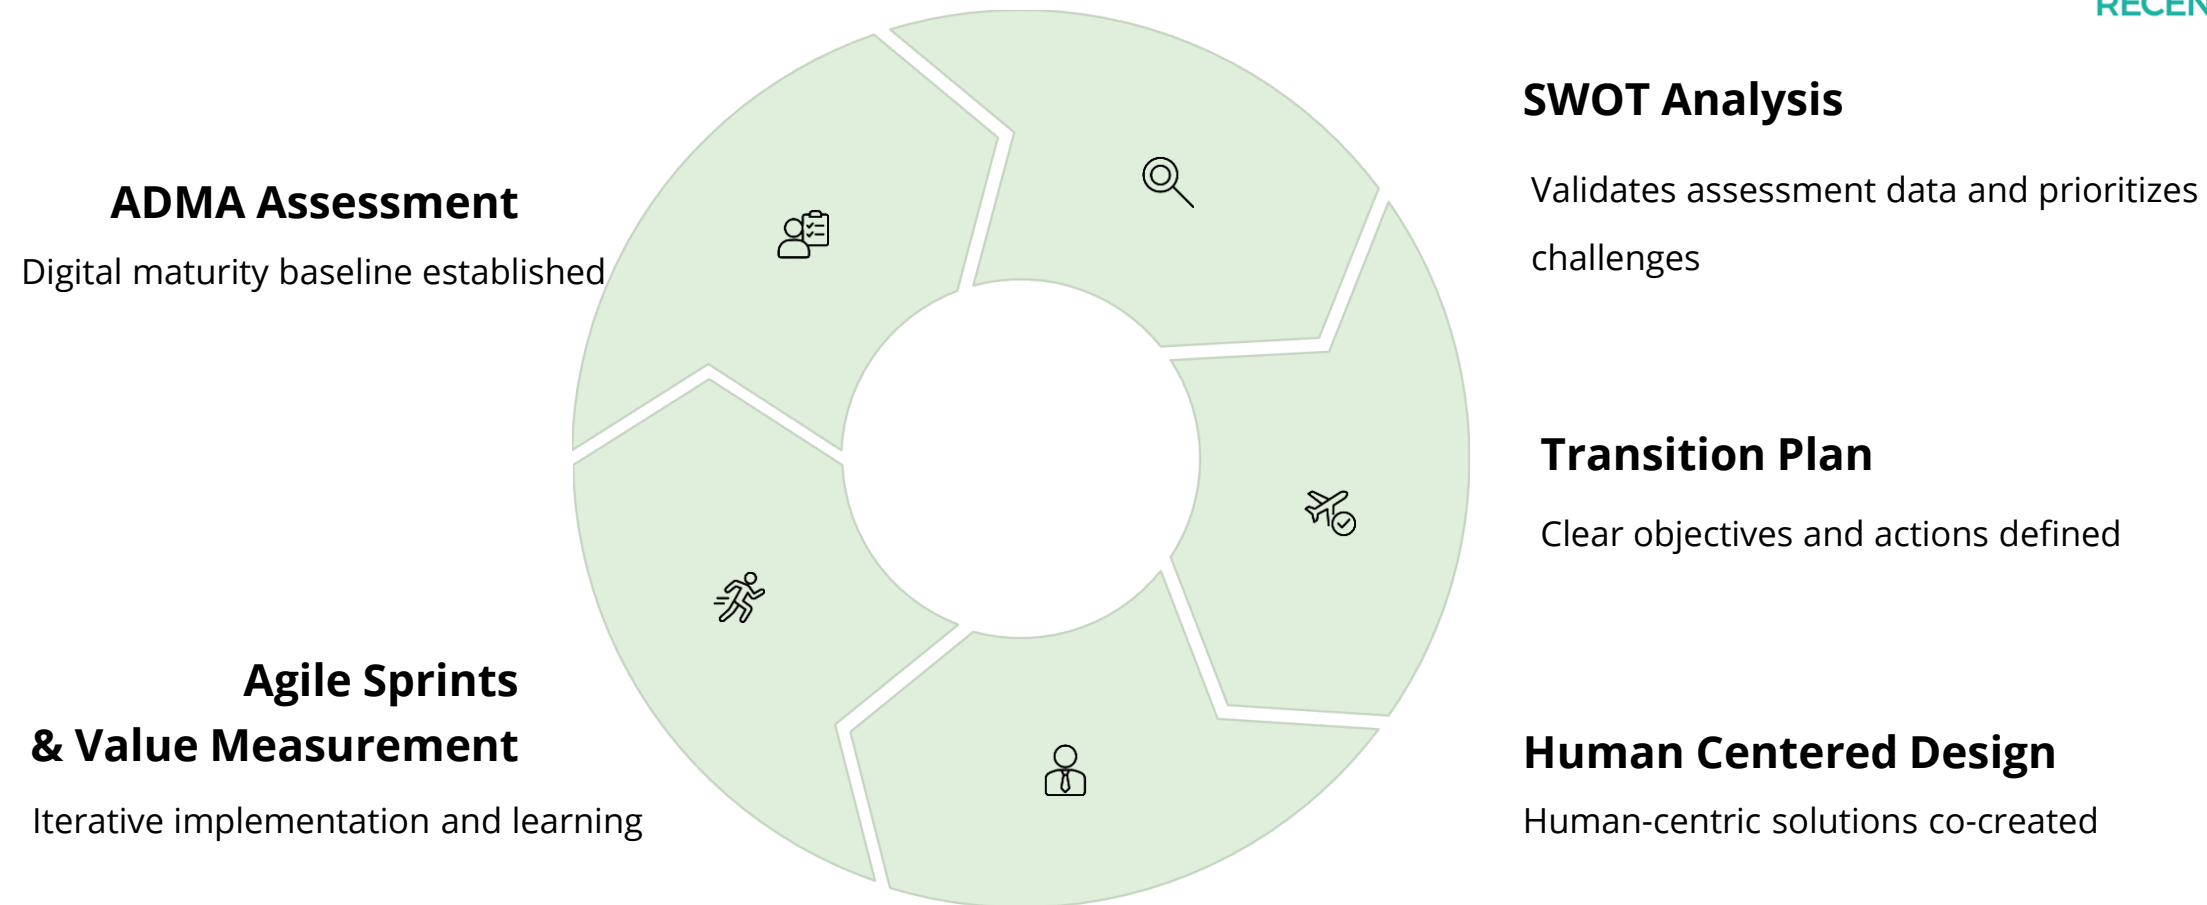 SWOT Analysis
Validates assessment data and prioritizes
challenges
ADMA Assessment
Digital maturity baseline established
Transition Plan
Clear objectives and actions defined
Agile Sprints
& Value Measurement
Iterative implementation and learning
Human Centered Design
Human-centric solutions co-created